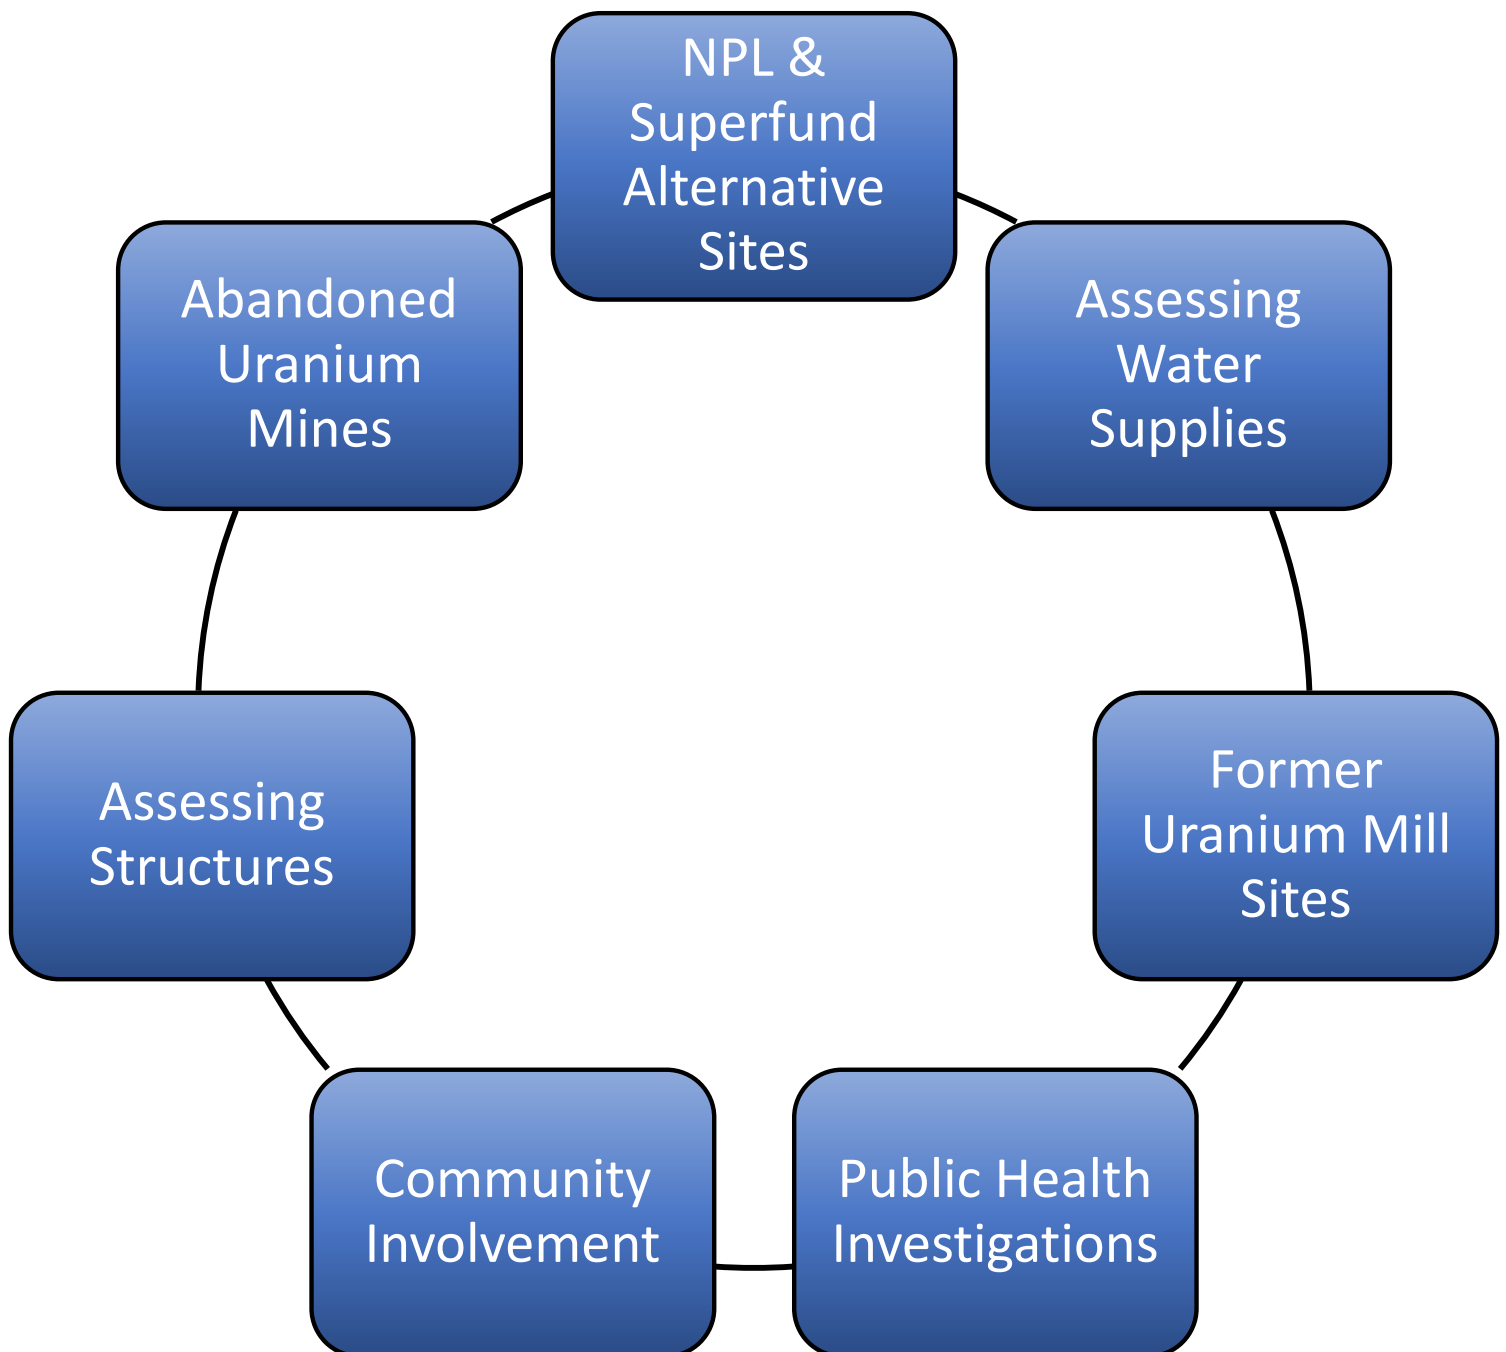 NPL &
Superfund
Alternative
Sites
Abandoned
Uranium
Mines
Assessing
Water
Supplies
Assessing
Structures
Former
Uranium Mill
Sites
Community
Involvement
Public Health
Investigations